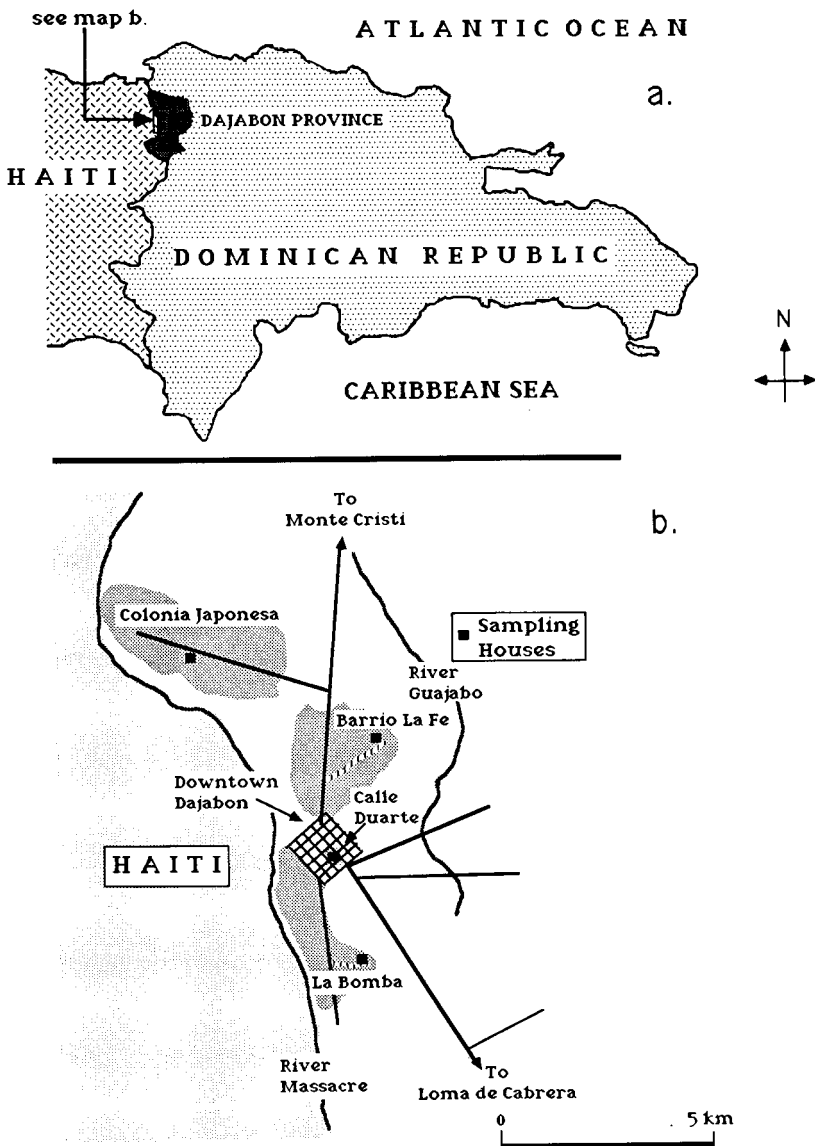 see map b.
ATLANTIC OCEAN
a.
DAJABON PROVINCE
HAITI
DOMINICAN REPUBLIC
N
CARIBBEAN SEA
b.
To
Monte Cristi
Colonia Japonesa
Sampling
Houses
River
Guajabo
Barrio La Fe
Downtown
Dajabon
Calle
Duarte
HAITI
La Bomba
River
Massacre
To
Loma de Cabrera
0 5 km